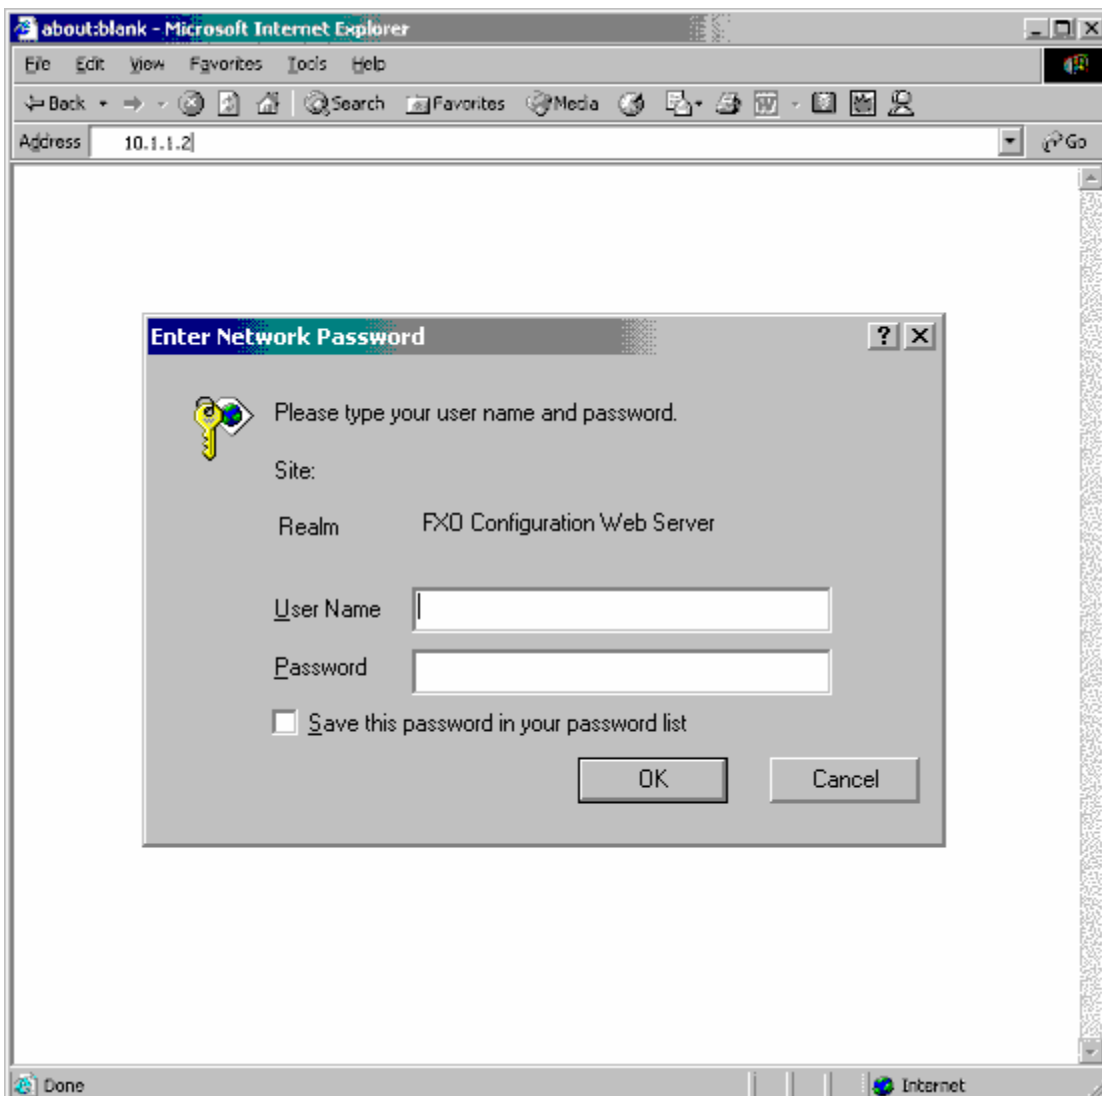 about:blank - Microsoft Internet Explorer
File Edit View Favorites Tools Help
Back Search Favorites Media
Address 10.1.1.2 Go
Enter Network Password
Please type your user name and password.
Site:
Realm FXO Configuration Web Server
User Name
Password
Save this password in your password list
OK Cancel
Done Internet